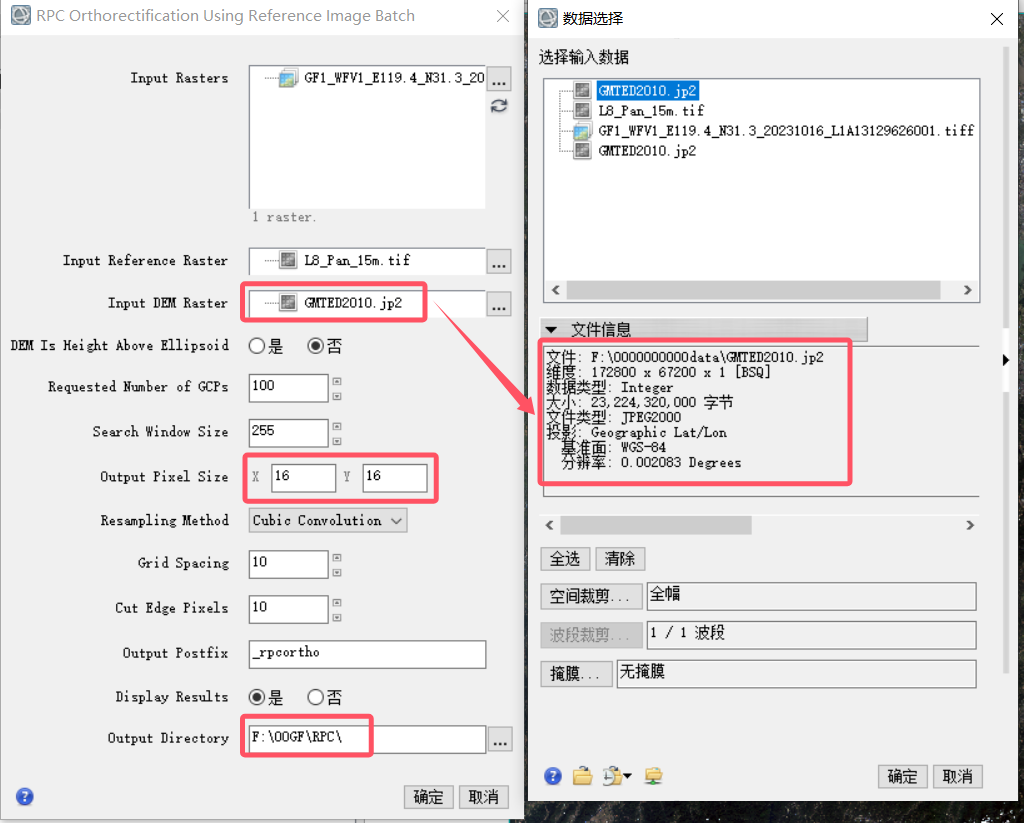 RPC Orthorectification Using Reference Image Batch
Input Rasters
GF1_WFV1_E119.4_N31.3_20
...
1 raster.
Input Reference Raster
L8_Pan_15m.tif
...
Input DEM Raster
GMTED2010.jp2
...
DEM Is Height Above Ellipsoid
是 否
Requested Number of GCPs
100
Search Window Size
255
Output Pixel Size
X 16 Y 16
Resampling Method
Cubic Convolution
Grid Spacing
10
Cut Edge Pixels
10
Output Postfix
_rpcortho
Display Results
是 否
Output Directory
F:\00GF\RPC\
...
确定 取消
数据选择
选择输入数据
GMTED2010.jp2
L8_Pan_15m.tif
GF1_WFV1_E119.4_N31.3_20231016_L1A13129626001.tiff
GMTED2010.jp2
文件信息
文件: F:\0000000000data\GMTED2010.jp2
维度: 172800 x 67200 x 1 [BSQ]
数据类型: Integer
大小: 23,224,320,000 字节
文件类型: JPEG2000
投影: Geographic Lat/Lon
基准面: WGS-84
分辨率: 0.002083 Degrees
全选 清除
空间裁剪... 全幅
波段裁剪... 1 / 1 波段
掩膜... 无掩膜
确定 取消